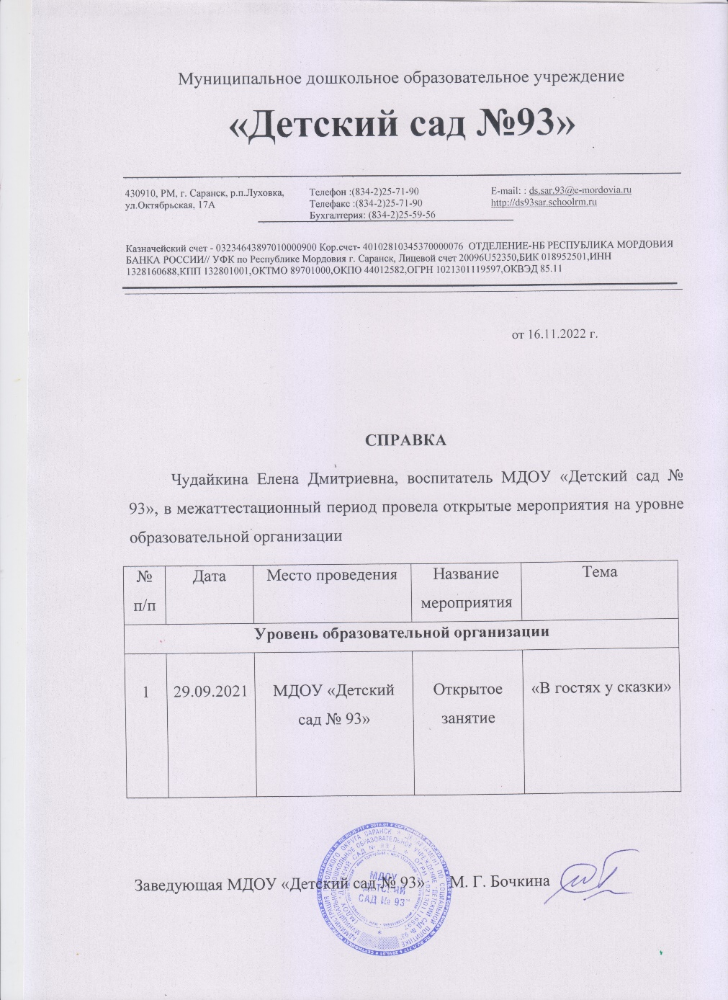 Муниципальное дошкольное образовательное учреждение
«Детский сад №93»
430910, РМ, г. Саранск, р.п.Луховка,
ул.Октябрьская, 17А
Телефон :(834-2)25-71-90
Телефакс :(834-2)25-71-90
Бухгалтерия: (834-2)25-59-56
E-mail: : ds.sar.93@e-mordovia.ru
http://ds93sar.schoolrm.ru
Казначейский счет - 03234643897010000900 Кор.счет- 40102810345370000076 ОТДЕЛЕНИЕ-НБ РЕСПУБЛИКА МОРДОВИЯ
БАНКА РОССИИ// УФК по Республике Мордовия г. Саранск, Лицевой счет 20096U52350,БИК 018952501,ИНН
1328160688,КПП 132801001,ОКТМО 89701000,ОКПО 44012582,ОГРН 1021301119597,ОКВЭД 85.11
от 16.11.2022 г.
СПРАВКА
Чудайкина Елена Дмитриевна, воспитатель МДОУ «Детский сад №
93», в межаттестационный период провела открытые мероприятия на уровне
образовательной организации
№ п/п
Дата
Место проведения
Название
мероприятия
Тема
Уровень образовательной организации
1
29.09.2021
МДОУ «Детский
сад № 93»
Открытое
занятие
«В гостях у сказки»
Заведующая МДОУ «Детский сад № 93» М. Г. Бочкина
МДОУ
"ДЕТСКИЙ
САД № 93"